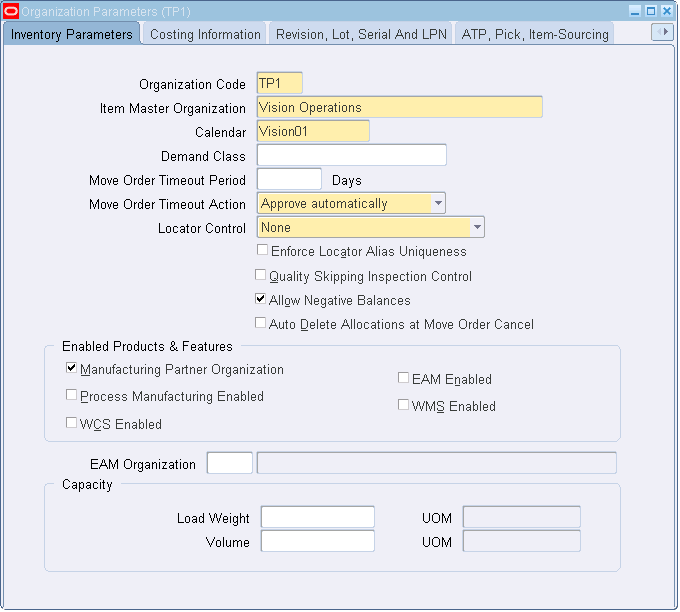 Organization Parameters (TP1)
Inventory Parameters Costing Information Revision, Lot, Serial And LPN ATP, Pick, Item-Sourcing
Organization Code TP1
Item Master Organization Vision Operations
Calendar Vision01
Demand Class
Move Order Timeout Period Days
Move Order Timeout Action Approve automatically
Locator Control None
Enforce Locator Alias Uniqueness
Quality Skipping Inspection Control
Allow Negative Balances
Auto Delete Allocations at Move Order Cancel
Enabled Products & Features
Manufacturing Partner Organization
EAM Enabled
Process Manufacturing Enabled
WMS Enabled
WCS Enabled
EAM Organization
Capacity
Load Weight UOM
Volume UOM